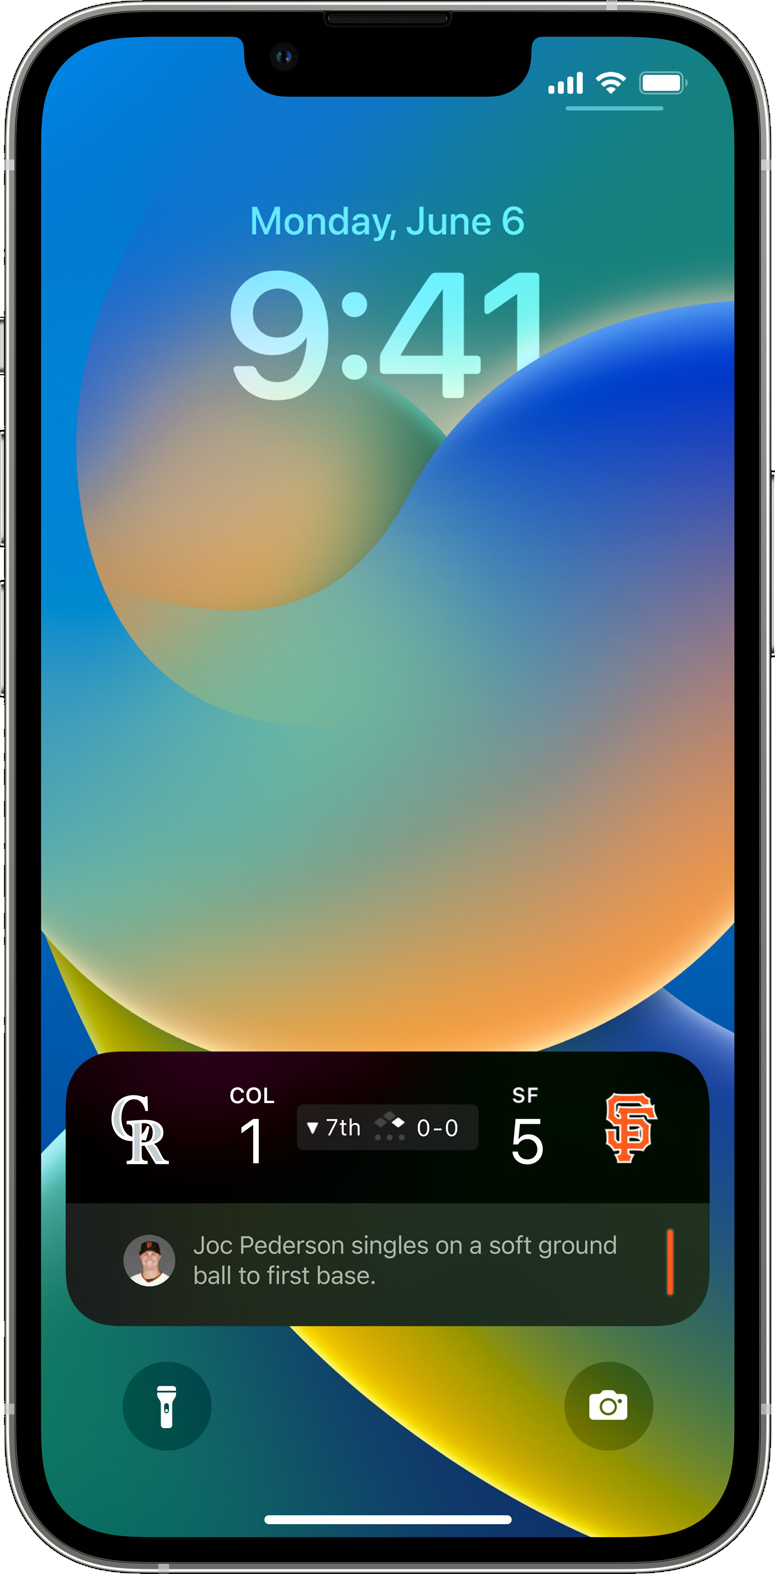 Monday, June 6
9:41
COL
1
▼ 7th 0-0
SF
5
CR
SF
Joc Pederson singles on a soft ground
ball to first base.